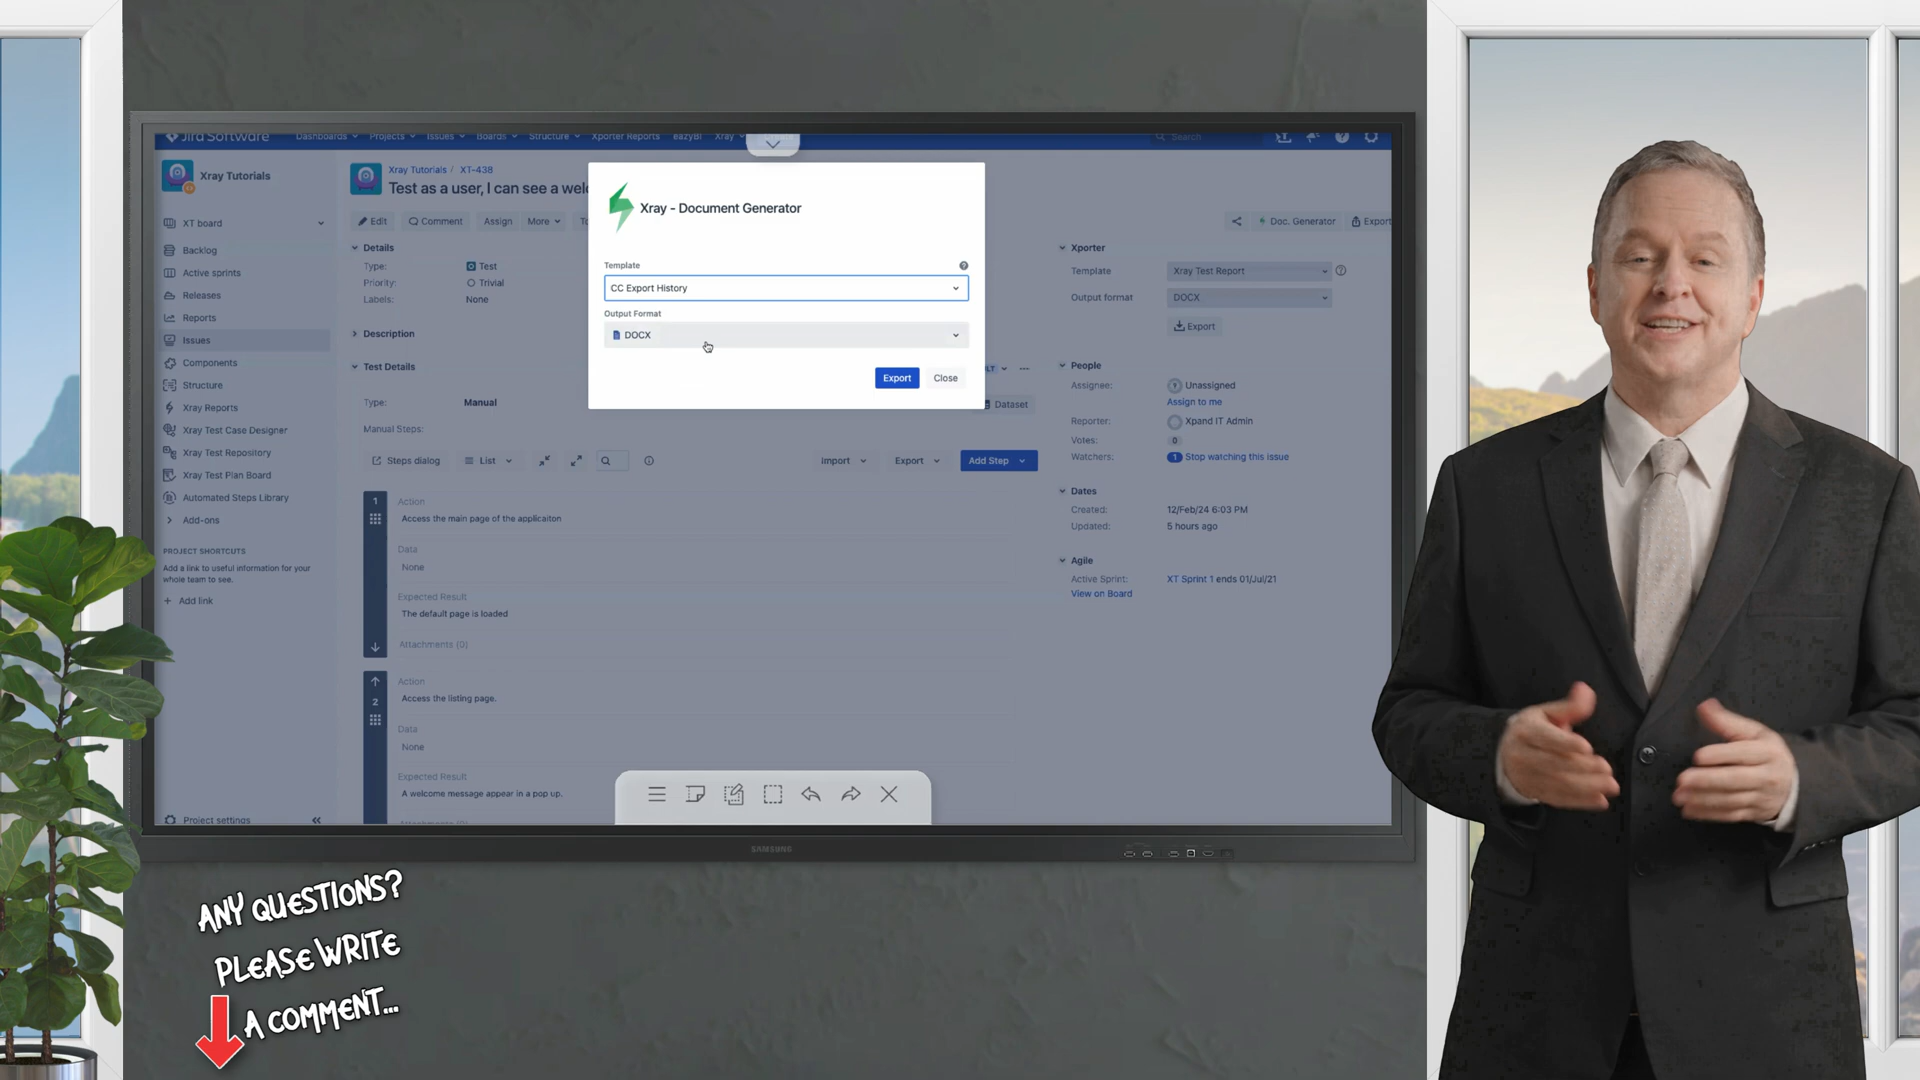 Jira Software Dashboards Projects Issues Boards Structure Xporter Reports eazyBI Xray Search
Xray Tutorials
XT board
Backlog
Active sprints
Releases
Reports
Issues
Components
Structure
Xray Reports
Xray Test Case Designer
Xray Test Repository
Xray Test Plan Board
Automated Steps Library
Add-ons
PROJECT SHORTCUTS
Add a link to useful information for your
whole team to see.
+ Add link
Project settings
Xray Tutorials / XT-438
Test as a user, I can see a wel
Edit Comment Assign More To
Doc. Generator Export
Details
Type: Test
Priority: Trivial
Labels: None
Description
Test Details
Type: Manual
Dataset
Manual Steps:
Steps dialog List Import Export Add Step
1
Action
Access the main page of the applicaiton
Data
None
Expected Result
The default page is loaded
Attachments (0)
2
Action
Access the listing page.
Data
None
Expected Result
A welcome message appear in a pop up.
Xray - Document Generator
Template
CC Export History
Output Format
DOCX
Export Close
Xporter
Template Xray Test Report
Output format DOCX
Export
People
Assignee: Unassigned
Assign to me
Reporter: Xpand IT Admin
Votes: 0
Watchers: 1 Stop watching this issue
Dates
Created: 12/Feb/24 6:03 PM
Updated: 5 hours ago
Agile
Active Sprint: XT Sprint 1 ends 01/Jul/21
View on Board
SAMSUNG
ANY QUESTIONS?
PLEASE WRITE
A COMMENT...